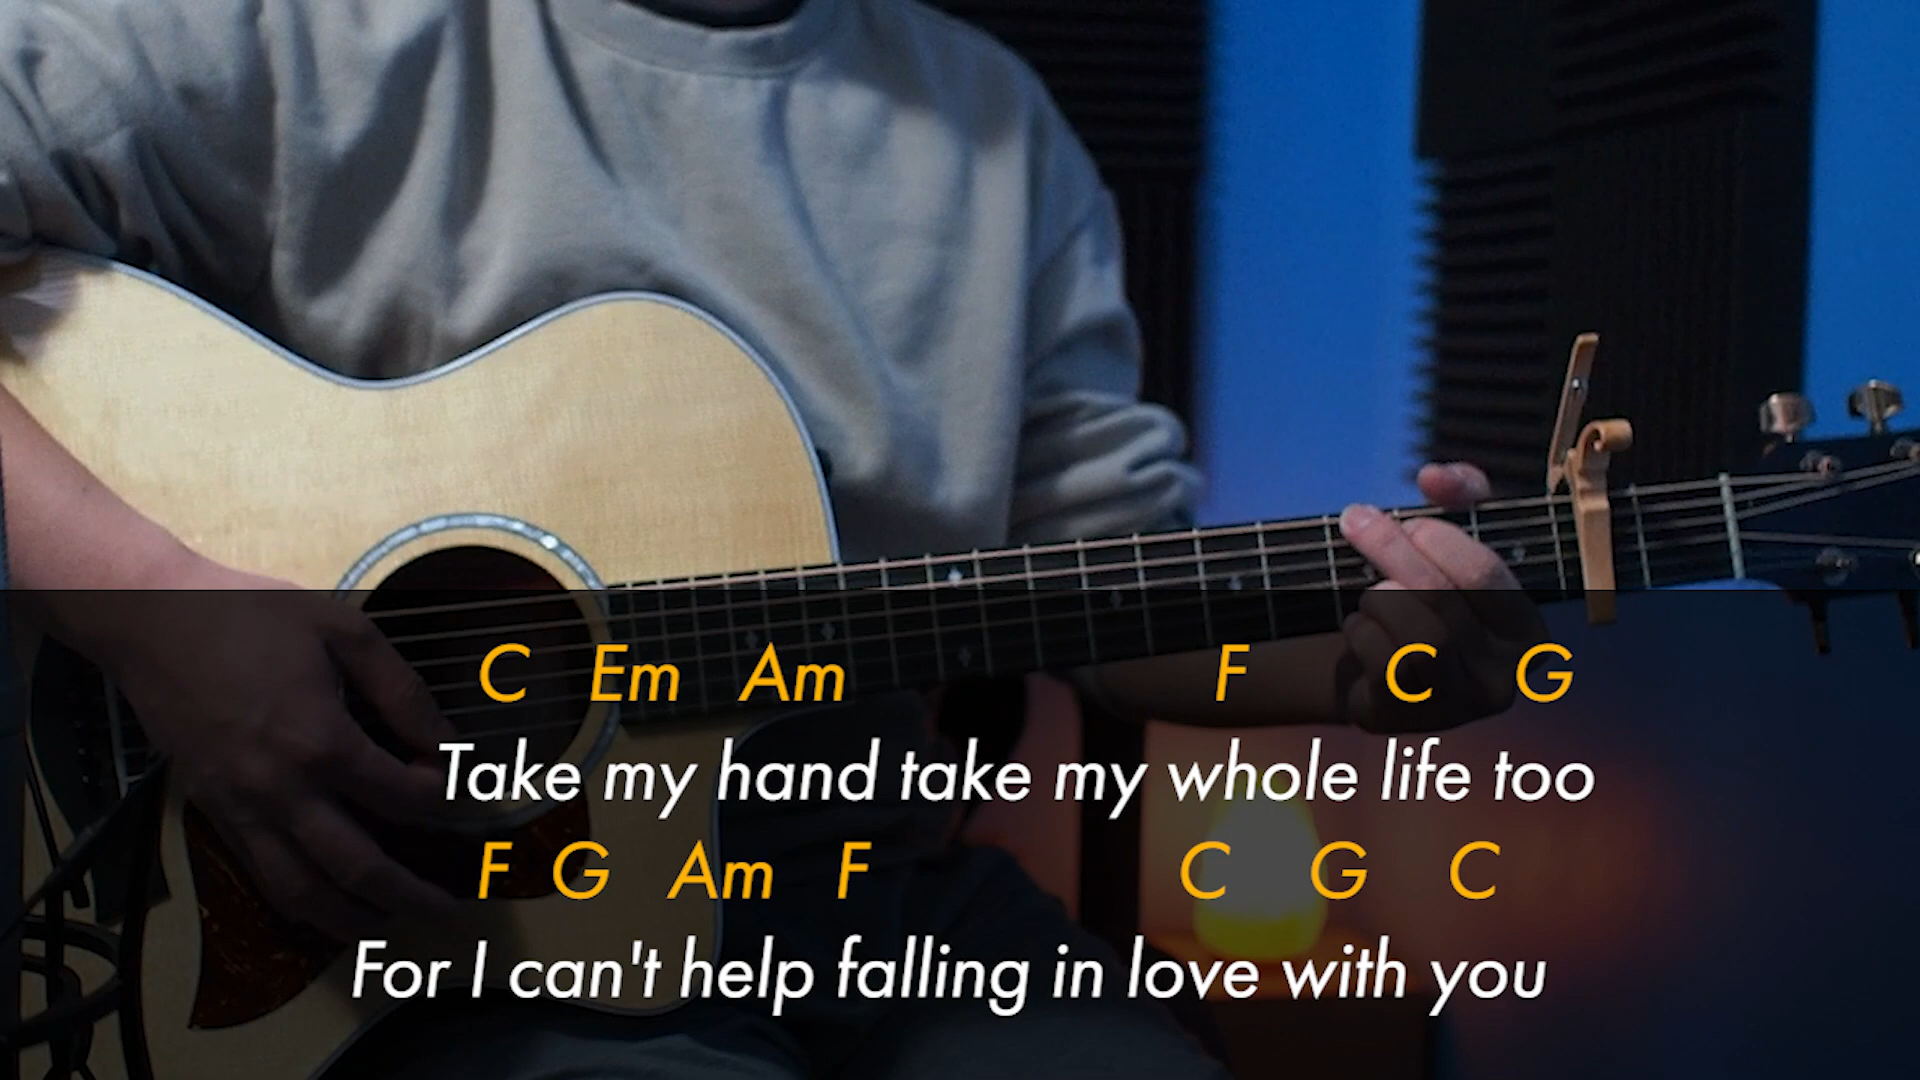 C Em Am F C G
Take my hand take my whole life too
F G Am F C G C
For I can't help falling in love with you